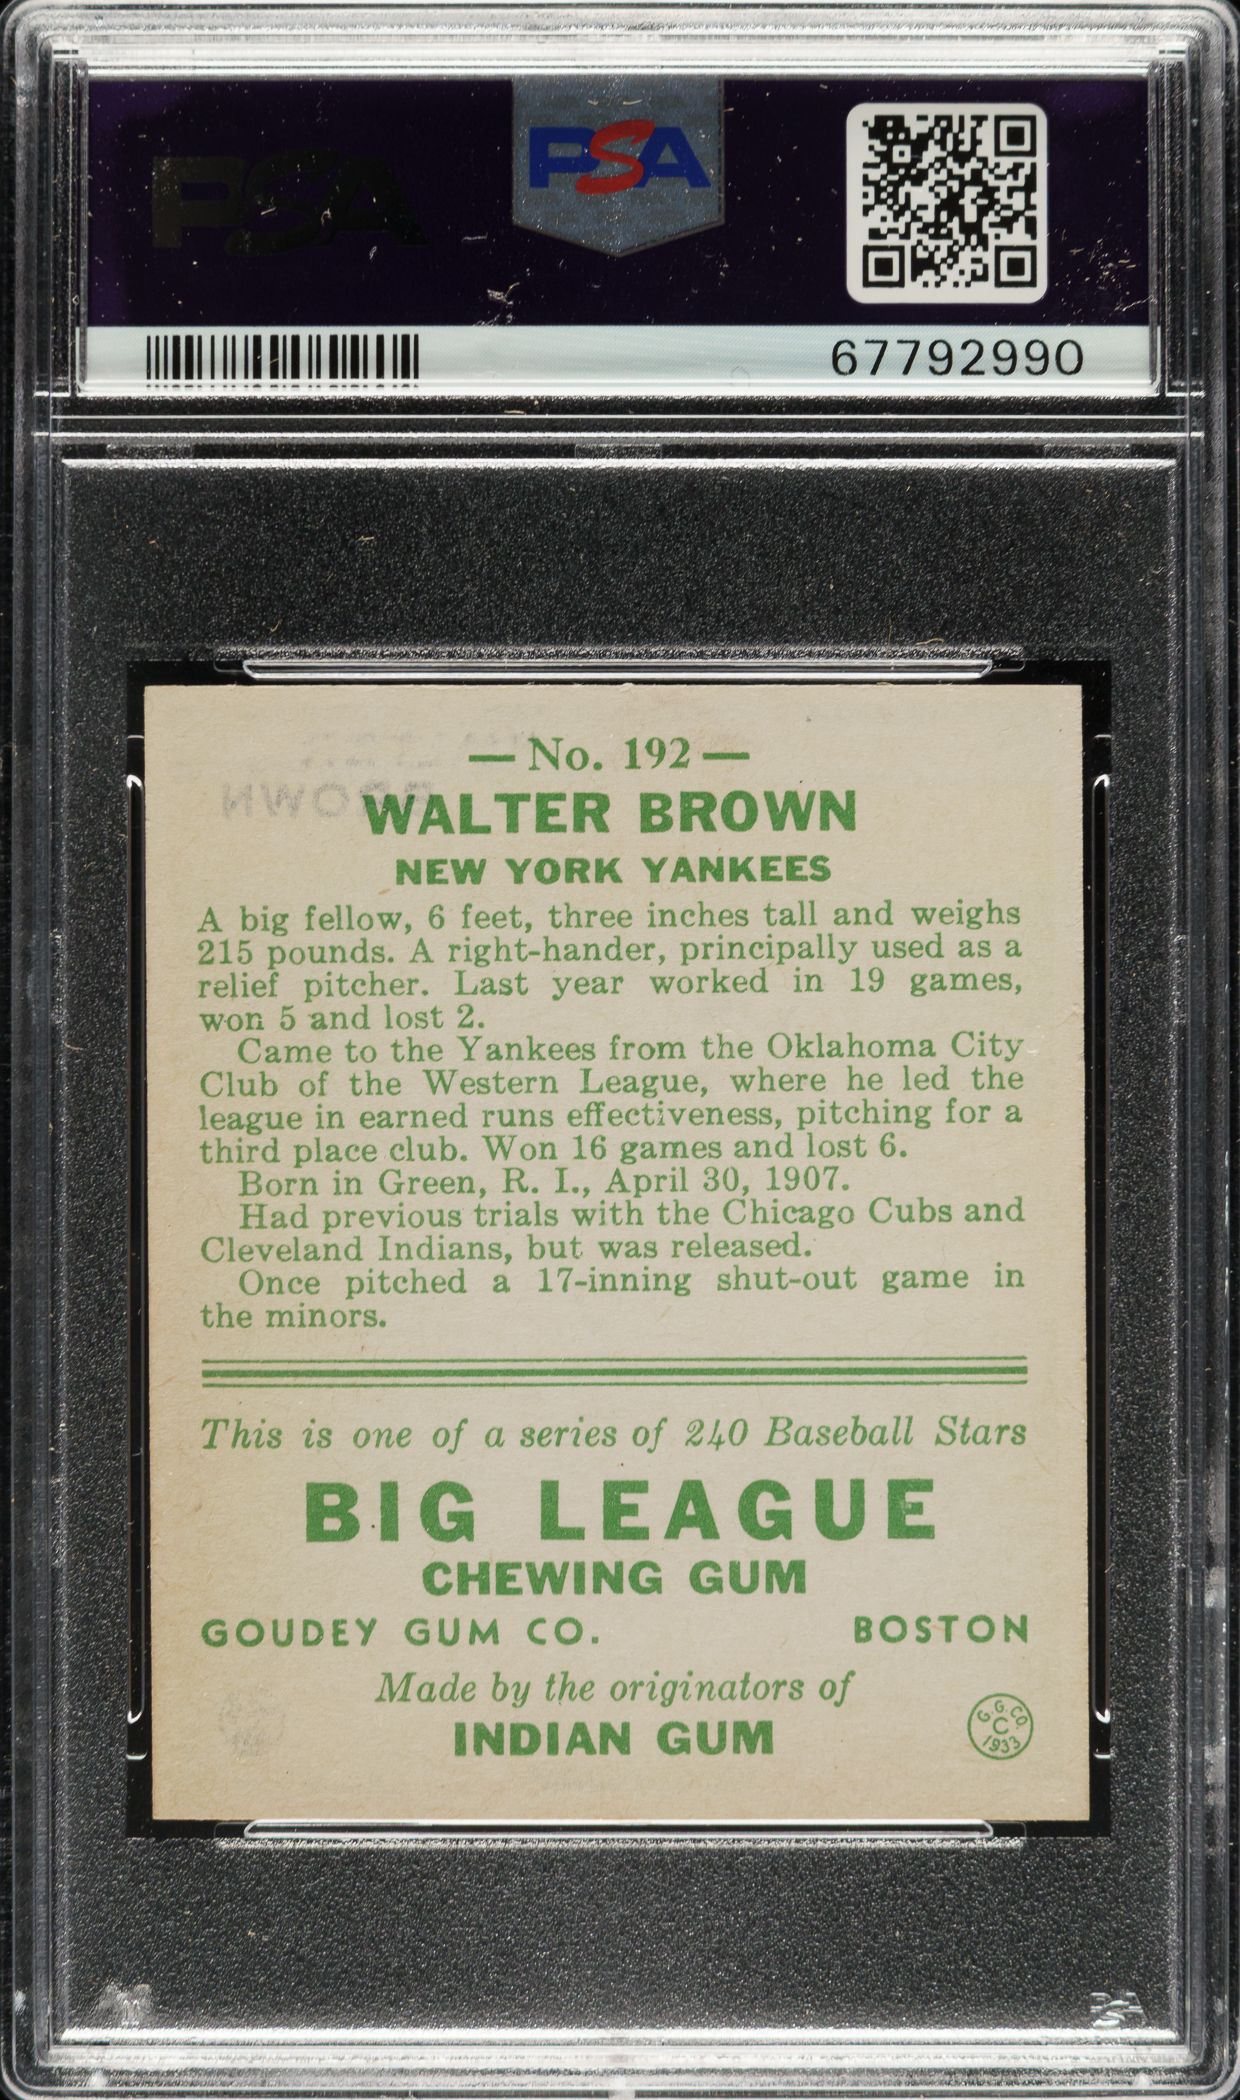 PSA
PSA
67792990
— No. 192 —
BROWN
WALTER BROWN
NEW YORK YANKEES
A big fellow, 6 feet, three inches tall and weighs
215 pounds. A right-hander, principally used as a
relief pitcher. Last year worked in 19 games,
won 5 and lost 2.
Came to the Yankees from the Oklahoma City
Club of the Western League, where he led the
league in earned runs effectiveness, pitching for a
third place club. Won 16 games and lost 6.
Born in Green, R. I., April 30, 1907.
Had previous trials with the Chicago Cubs and
Cleveland Indians, but was released.
Once pitched a 17-inning shut-out game in
the minors.
This is one of a series of 240 Baseball Stars
BIG LEAGUE
CHEWING GUM
GOUDEY GUM CO. BOSTON
Made by the originators of
INDIAN GUM
G.G.CO.
C
1933
PSA